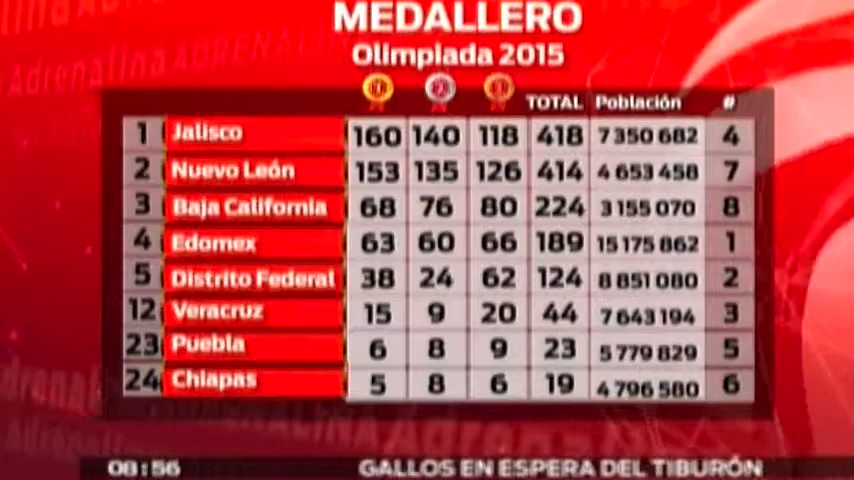 MEDALLERO
Olimpiada 2015
TOTAL Población #
1 Jalisco 160 140 118 418 7 350 682 4
2 Nuevo León 153 135 126 414 4 653 458 7
3 Baja California 68 76 80 224 3 155 070 8
4 Edomex 63 60 66 189 15 175 862 1
5 Distrito Federal 38 24 62 124 8 851 080 2
12 Veracruz 15 9 20 44 7 643 194 3
23 Puebla 6 8 9 23 5 779 829 5
24 Chiapas 5 8 6 19 4 796 580 6
08:56 GALLOS EN ESPERA DEL TIBURÓN
Adrenalina ADRENALINA
Adrenalina